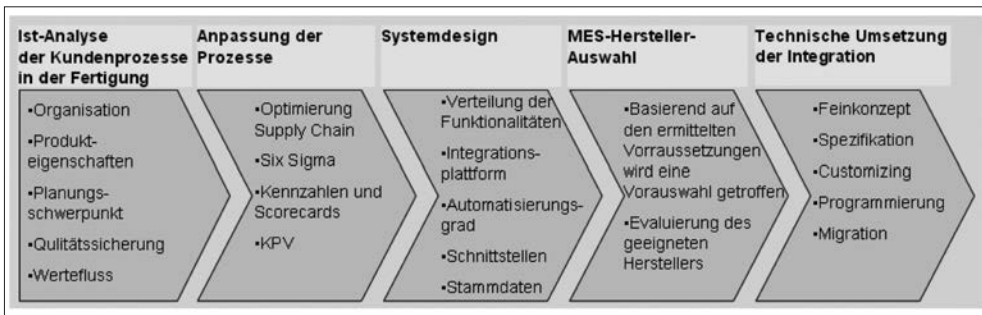 Ist-Analyse
der Kundenprozesse
in der Fertigung
▪Organisation
▪Produkt-
eigenschaften
▪Planungs-
schwerpunkt
▪Qulitätssicherung
▪Wertefluss
Anpassung der
Prozesse
▪Optimierung
Supply Chain
▪Six Sigma
▪Kennzahlen und
Scorecards
▪KPV
Systemdesign
▪Verteilung der
Funktionalitäten
▪Integrations-
plattform
▪Automatisierungs-
grad
▪Schnittstellen
▪Stammdaten
MES-Hersteller-
Auswahl
▪Basierend auf
den ermittelten
Vorraussetzungen
wird eine
Vorauswahl getroffen
▪Evaluierung des
geeigneten
Herstellers
Technische Umsetzung
der Integration
▪Feinkonzept
▪Spezifikation
▪Customizing
▪Programmierung
▪Migration